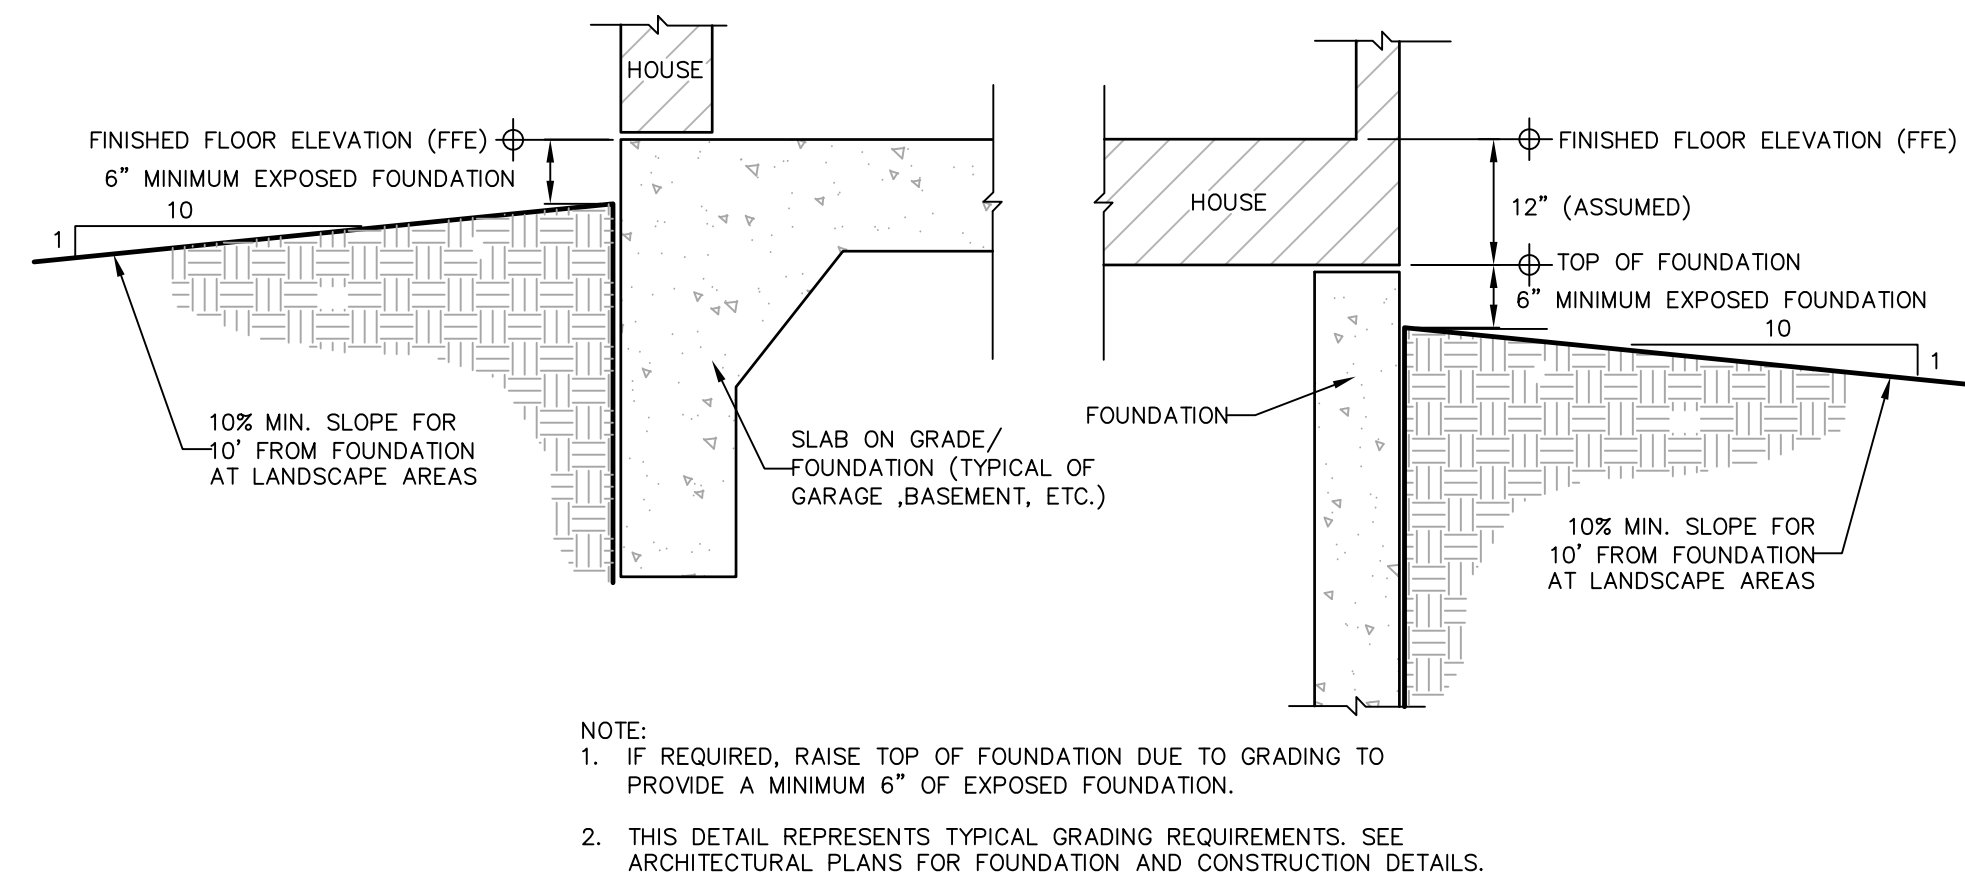 HOUSE
FINISHED FLOOR ELEVATION (FFE)
6" MINIMUM EXPOSED FOUNDATION
10
1
10% MIN. SLOPE FOR
10' FROM FOUNDATION
AT LANDSCAPE AREAS
SLAB ON GRADE/
FOUNDATION (TYPICAL OF
GARAGE ,BASEMENT, ETC.)
HOUSE
FINISHED FLOOR ELEVATION (FFE)
12" (ASSUMED)
TOP OF FOUNDATION
6" MINIMUM EXPOSED FOUNDATION
10
1
FOUNDATION
10% MIN. SLOPE FOR
10' FROM FOUNDATION
AT LANDSCAPE AREAS
NOTE:
1. IF REQUIRED, RAISE TOP OF FOUNDATION DUE TO GRADING TO
PROVIDE A MINIMUM 6" OF EXPOSED FOUNDATION.
2. THIS DETAIL REPRESENTS TYPICAL GRADING REQUIREMENTS. SEE
ARCHITECTURAL PLANS FOR FOUNDATION AND CONSTRUCTION DETAILS.